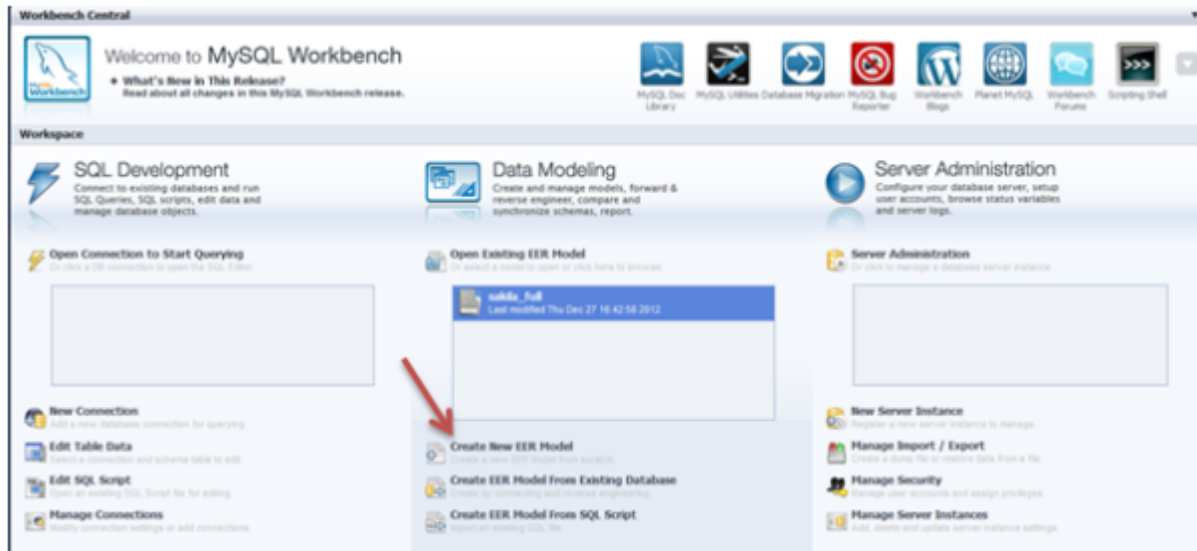 Workbench Central
MySQL
Workbench
Welcome to MySQL Workbench
What's New in This Release?
Read about all changes in this MySQL Workbench release.
MySQL Doc
Library
MySQL Utilities
Database Migration
MySQL Bug
Reporter
Workbench
Blogs
Planet MySQL
Workbench
Forums
Scripting Shell
Workspace
SQL Development
Connect to existing databases and run
SQL Queries, SQL scripts, edit data and
manage database objects.
Open Connection to Start Querying
Or click a DB connection to open the SQL Editor.
New Connection
Add a new database connection for querying.
Edit Table Data
Select a connection and schema table to edit.
Edit SQL Script
Open an existing SQL Script file for editing.
Manage Connections
Modify connection settings or add connections.
Data Modeling
Create and manage models, forward &
reverse engineer, compare and
synchronize schemas, report.
Open Existing EER Model
Or select a model to open or click here to browse.
sakila_full
Last modified Thu Dec 27 16:42:58 2012
Create New EER Model
Create a new EER Model from scratch.
Create EER Model From Existing Database
Create by connecting and reverse engineering.
Create EER Model From SQL Script
Import an existing SQL file.
Server Administration
Configure your database server, setup
user accounts, browse status variables
and server logs.
Server Administration
Or click to manage a database server instance.
New Server Instance
Register a new server instance to manage.
Manage Import / Export
Create a dump file or restore data from a file.
Manage Security
Manage user accounts and assign privileges.
Manage Server Instances
Add, delete and update server instance settings.